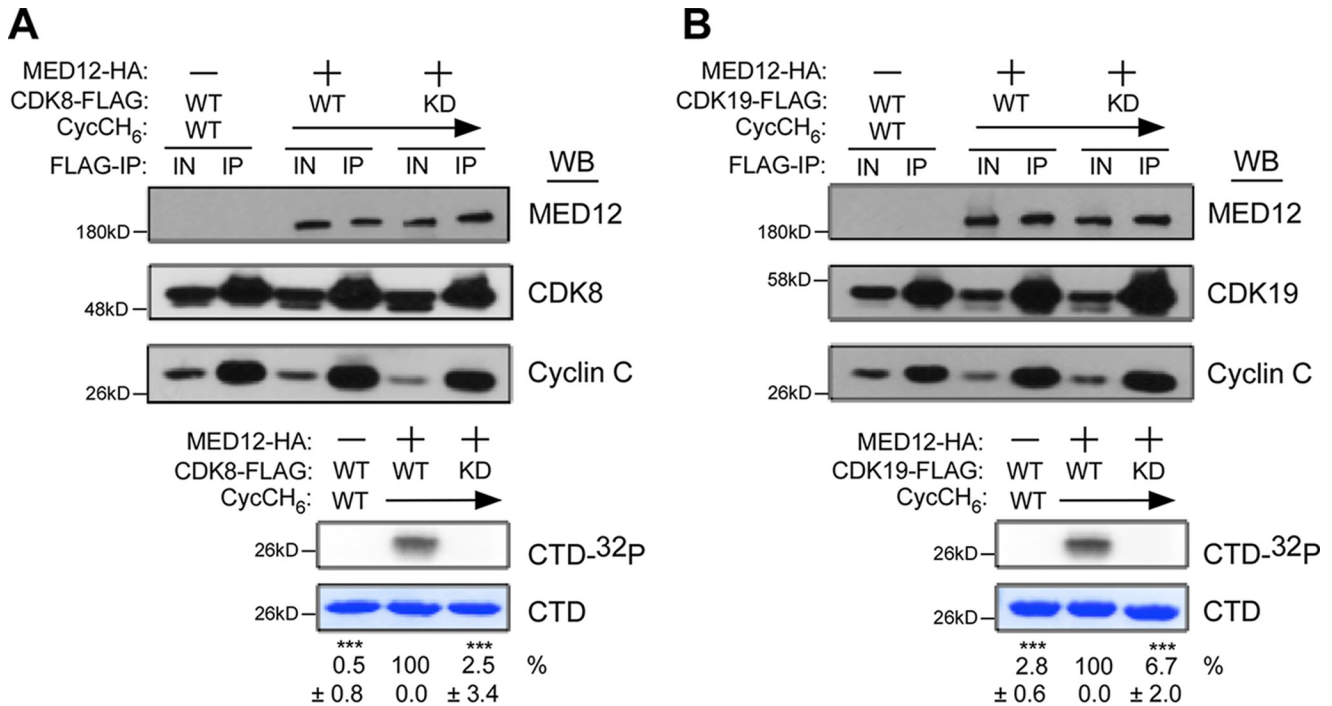 A
MED12-HA: — + +
CDK8-FLAG: WT WT KD
CycCH6: WT
FLAG-IP: IN IP IN IP IN IP WB
180kD MED12
48kD CDK8
26kD Cyclin C
MED12-HA: — + +
CDK8-FLAG: WT WT KD
CycCH6: WT
26kD CTD-32P
26kD CTD
*** ***
0.5 100 2.5 %
± 0.8 0.0 ± 3.4
B
MED12-HA: — + +
CDK19-FLAG: WT WT KD
CycCH6: WT
FLAG-IP: IN IP IN IP IN IP WB
180kD MED12
58kD CDK19
26kD Cyclin C
MED12-HA: — + +
CDK19-FLAG: WT WT KD
CycCH6: WT
26kD CTD-32P
26kD CTD
*** ***
2.8 100 6.7 %
± 0.6 0.0 ± 2.0